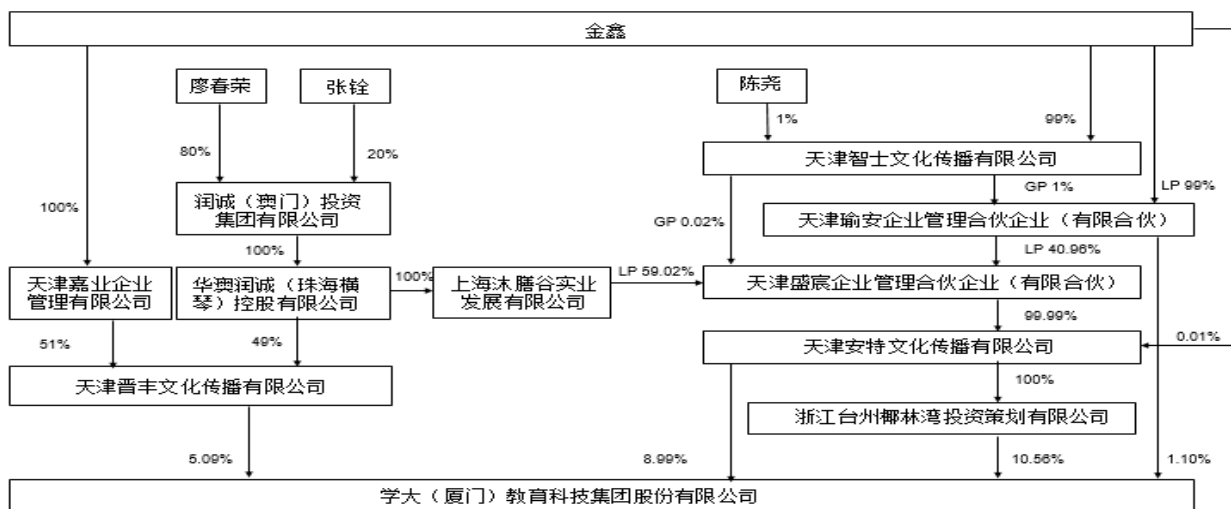 金鑫
廖春荣
张铨
陈尧
1%
99%
80%
20%
天津智士文化传播有限公司
100%
润诚（澳门）投资
集团有限公司
GP 1%
LP 99%
GP 0.02%
天津瑜安企业管理合伙企业（有限合伙）
100%
LP 40.96%
天津嘉业企业
管理有限公司
华澳润诚（珠海横
琴）控股有限公司
100%
上海沐膳谷实业
发展有限公司
LP 59.02%
天津盛宸企业管理合伙企业（有限合伙）
99.99%
51%
49%
天津安特文化传播有限公司
0.01%
天津晋丰文化传播有限公司
100%
浙江台州椰林湾投资策划有限公司
5.09%
8.99%
10.56%
1.10%
学大（厦门）教育科技集团股份有限公司